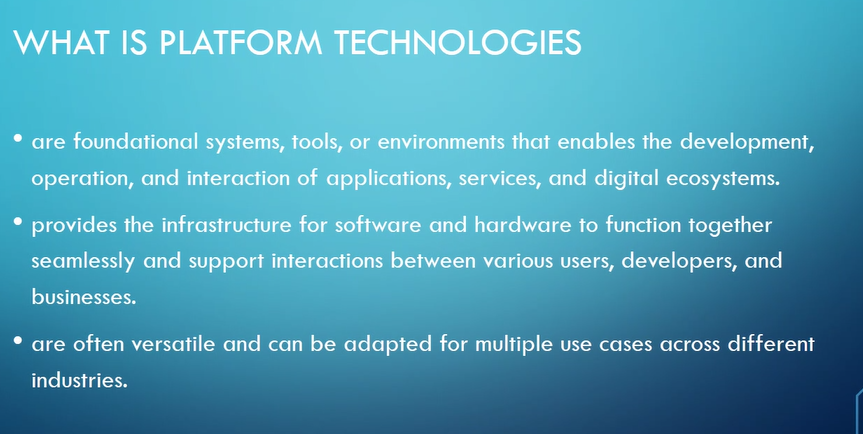 WHAT IS PLATFORM TECHNOLOGIES
• are foundational systems, tools, or environments that enables the development,
operation, and interaction of applications, services, and digital ecosystems.
• provides the infrastructure for software and hardware to function together
seamlessly and support interactions between various users, developers, and
businesses.
• are often versatile and can be adapted for multiple use cases across different
industries.